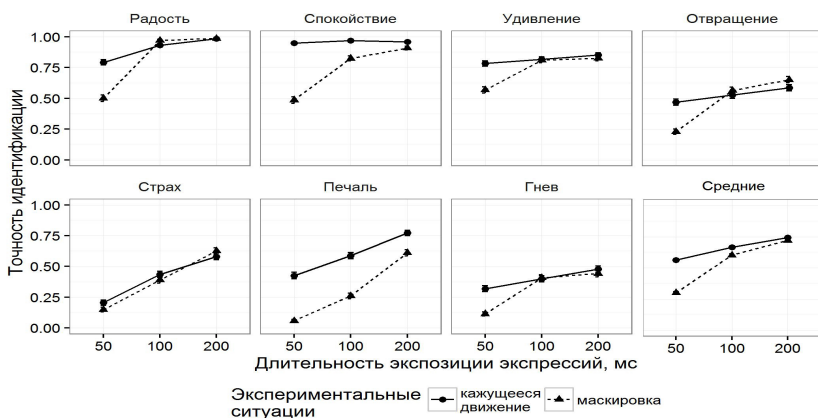 Радость Спокойствие Удивление Отвращение
1.00
0.75
0.50
0.25
0.00
Точность идентификации
Страх Печаль Гнев Средние
1.00
0.75
0.50
0.25
0.00
50 100 200 50 100 200 50 100 200 50 100 200
Длительность экспозиции экспрессий, мс
Экспериментальные
ситуации
кажущееся
движение
маскировка